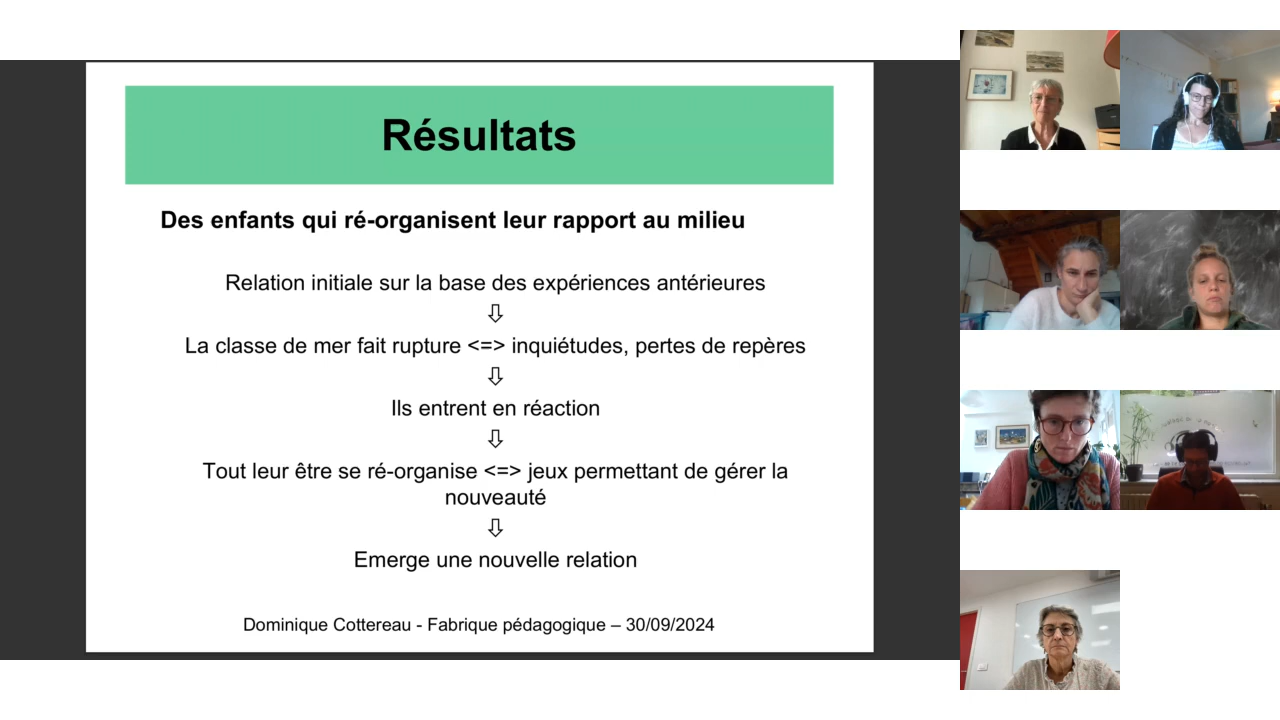 Résultats
Des enfants qui ré-organisent leur rapport au milieu
Relation initiale sur la base des expériences antérieures
⇩
La classe de mer fait rupture <=> inquiétudes, pertes de repères
⇩
Ils entrent en réaction
⇩
Tout leur être se ré-organise <=> jeux permettant de gérer la
nouveauté
⇩
Emerge une nouvelle relation
Dominique Cottereau - Fabrique pédagogique – 30/09/2024